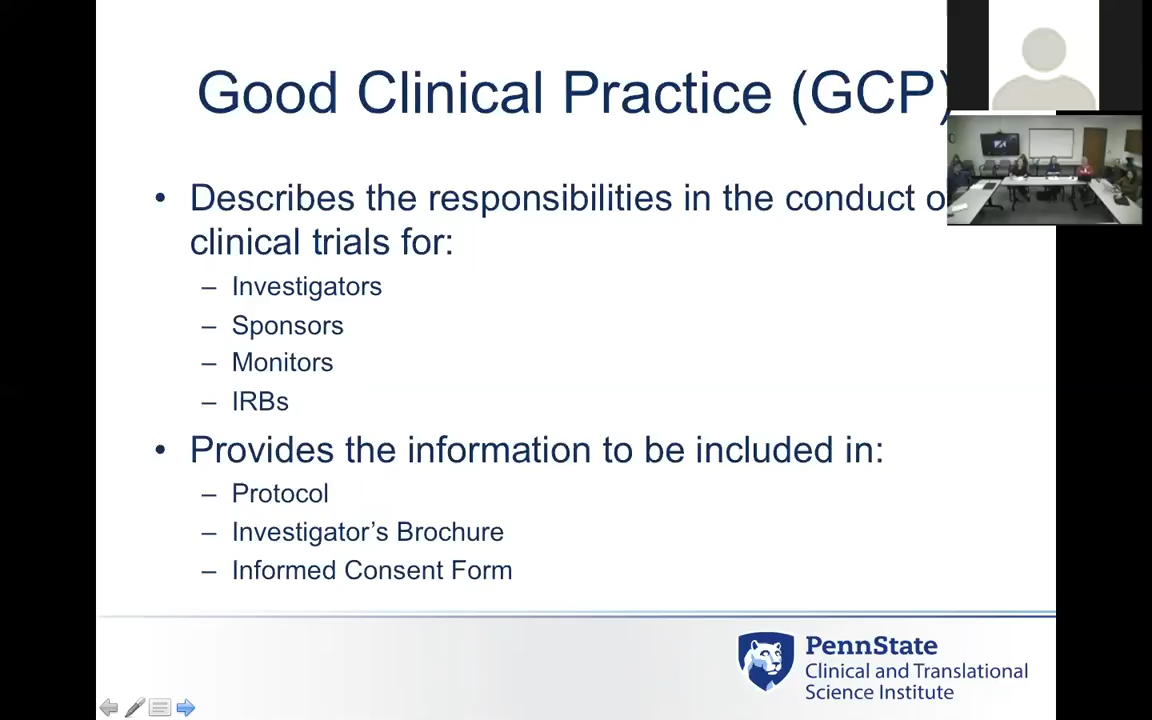 Good Clinical Practice (GCP)
• Describes the responsibilities in the conduct o
clinical trials for:
– Investigators
– Sponsors
– Monitors
– IRBs
• Provides the information to be included in:
– Protocol
– Investigator’s Brochure
– Informed Consent Form
PennState
Clinical and Translational
Science Institute